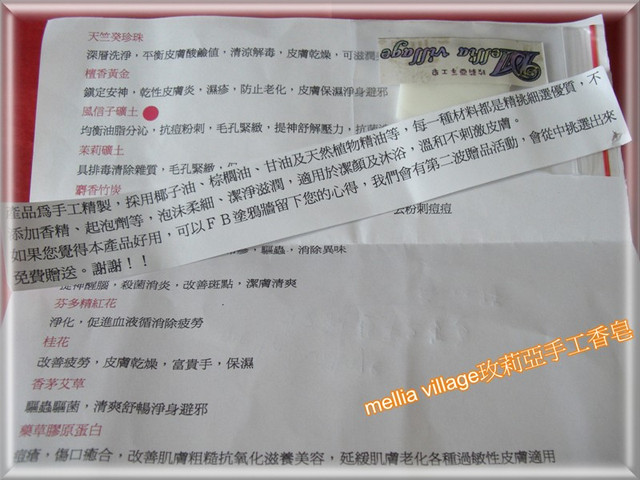 天竺葵珍珠
深層洗淨，平衡皮膚酸鹼值，清涼解毒，皮膚乾燥，可滋潤
檀香黃金
鎮定安神，乾性皮膚炎，濕疹，防止老化，皮膚保濕淨身避邪
風信子礦土
均衡油脂分沁，抗痘粉刺，毛孔緊緻，提神舒解壓力，抗菌
茉莉礦土
具排毒清除雜質，毛孔緊
麝香竹炭
mellia village
產品為手工精製，採用椰子油、棕櫚油、甘油及天然植物精油等，每一種材料都是精挑細選優質，不
添加香精、起泡劑等，泡沫柔細、潔淨滋潤，適用於潔顏及沐浴，溫和不刺激皮膚。
如果您覺得本產品好用，可以ＦＢ塗鴉牆留下您的心得，我們會有第二波贈品活動，會從中挑選出來
免費贈送。謝謝！！
去粉刺痘痘
，驅蟲，消除異味
提神醒腦，殺菌消炎，改善斑點，潔膚清爽
芬多精紅花
淨化，促進血液循消除疲勞
桂花
改善疲勞，皮膚乾燥，富貴手，保濕
香茅艾草
驅蟲驅菌，清爽舒暢淨身避邪
藥草膠原蛋白
痘瘡，傷口癒合，改善肌膚粗糙抗氧化滋養美容，延緩肌膚老化各種過敏性皮膚適用
mellia village玫莉亞手工香皂